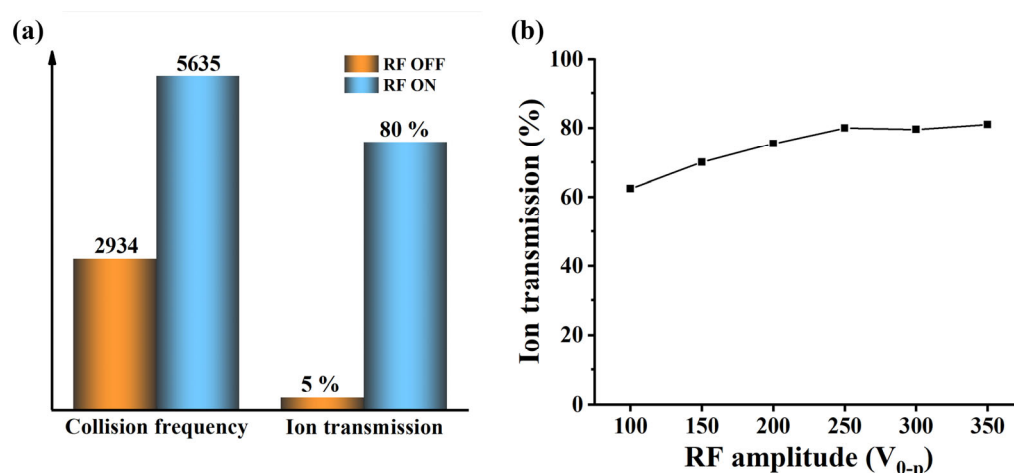 (a)
RF OFF
RF ON
2934
5635
5 %
80 %
Collision frequency
Ion transmission
(b)
Ion transmission (%)
100
80
60
40
20
0
100 150 200 250 300 350
RF amplitude (V0-p)